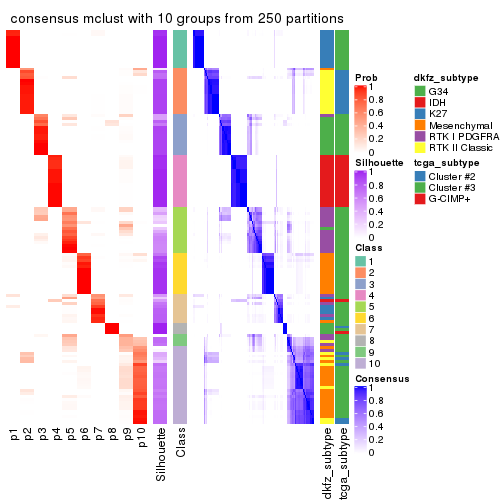 consensus mclust with 10 groups from 250 partitions
p1
p2
p3
p4
p5
p6
p7
p8
p9
p10
Silhouette
Class
dkfz_subtype
tcga_subtype
Prob
1
0.8
0.6
0.4
0.2
0
Silhouette
1
0.8
0.6
0.4
0.2
0
Class
1
2
3
4
5
6
7
8
9
10
Consensus
1
0.8
0.6
0.4
0.2
0
dkfz_subtype
G34
IDH
K27
Mesenchymal
RTK I PDGFRA
RTK II Classic
tcga_subtype
Cluster #2
Cluster #3
G-CIMP+